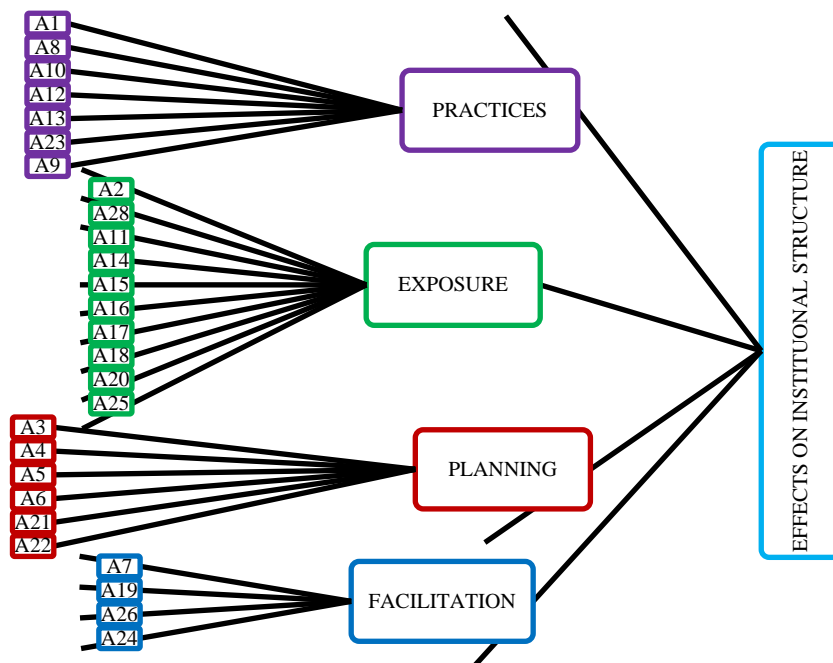 A1
A8
A10
A12
A13
A23
A9
PRACTICES
A2
A28
A11
A14
A15
A16
A17
A18
A20
A25
EXPOSURE
A3
A4
A5
A6
A21
A22
PLANNING
A7
A19
A26
A24
FACILITATION
EFFECTS ON INSTITUONAL STRUCTURE